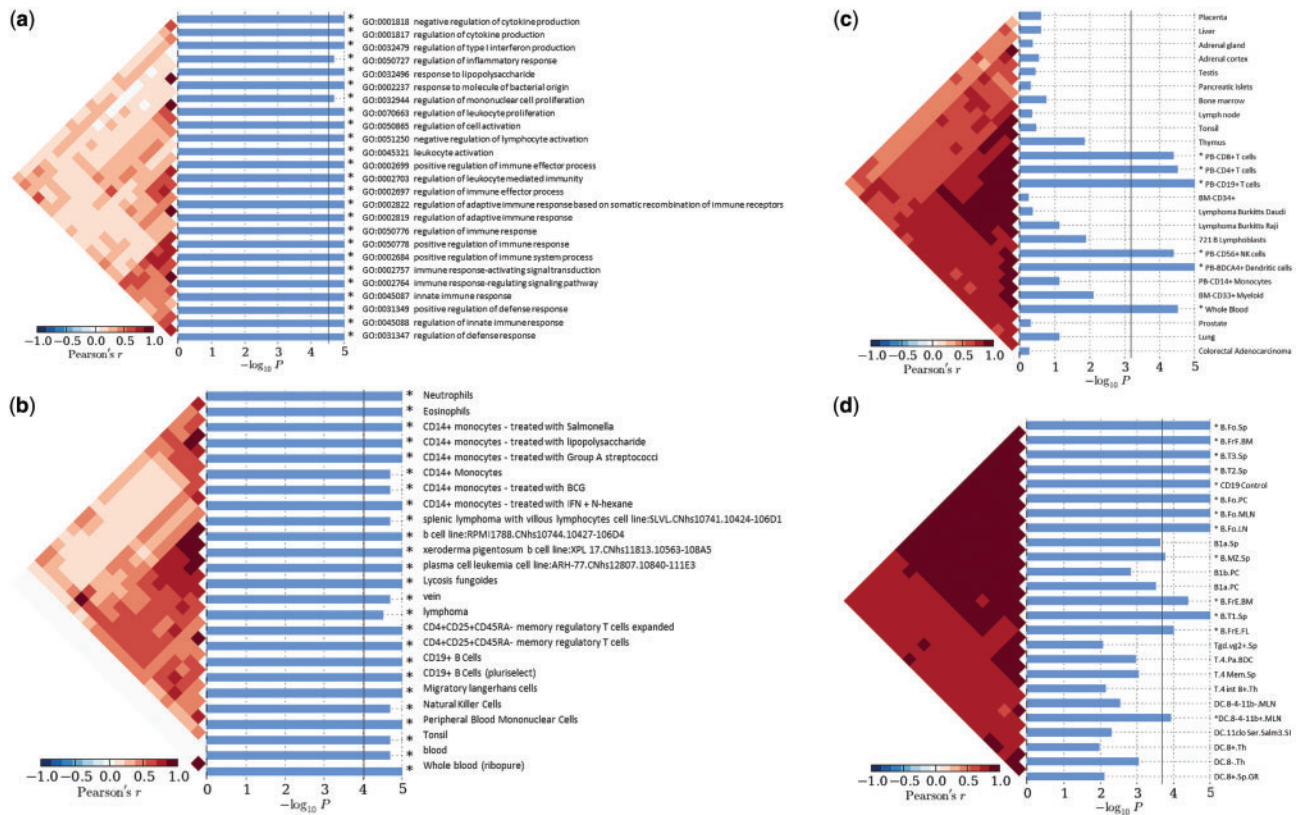 (a)
* GO:0001818 negative regulation of cytokine production
* GO:0001817 regulation of cytokine production
* GO:0032479 regulation of type I interferon production
* GO:0050727 regulation of inflammatory response
* GO:0032496 response to lipopolysaccharide
* GO:0002237 response to molecule of bacterial origin
* GO:0032944 regulation of mononuclear cell proliferation
* GO:0070663 regulation of leukocyte proliferation
* GO:0050865 regulation of cell activation
* GO:0051250 negative regulation of lymphocyte activation
* GO:0045321 leukocyte activation
* GO:0002699 positive regulation of immune effector process
* GO:0002703 regulation of leukocyte mediated immunity
* GO:0002697 regulation of immune effector process
* GO:0002822 regulation of adaptive immune response based on somatic recombination of immune receptors
* GO:0002819 regulation of adaptive immune response
* GO:0050776 regulation of immune response
* GO:0050778 positive regulation of immune response
* GO:0002684 positive regulation of immune system process
* GO:0002757 immune response-activating signal transduction
* GO:0002764 immune response-regulating signaling pathway
* GO:0045087 innate immune response
* GO:0031349 positive regulation of defense response
* GO:0045088 regulation of innate immune response
* GO:0031347 regulation of defense response
−1.0 −0.5 0.0 0.5 1.0
Pearson's r
0 1 2 3 4 5
−log10 P
(b)
* Neutrophils
* Eosinophils
* CD14+ monocytes - treated with Salmonella
* CD14+ monocytes - treated with lipopolysaccharide
* CD14+ monocytes - treated with Group A streptococci
* CD14+ Monocytes
* CD14+ monocytes - treated with BCG
* CD14+ monocytes - treated with IFN + N-hexane
* splenic lymphoma with villous lymphocytes cell line:SLVL.CNhs10741.10424-106D1
* b cell line:RPMI1788.CNhs10744.10427-106D4
* xeroderma pigentosum b cell line:XPL 17.CNhs11813.10563-108A5
* plasma cell leukemia cell line:ARH-77.CNhs12807.10840-111E3
* Lycosis fungoides
* vein
* lymphoma
* CD4+CD25+CD45RA- memory regulatory T cells expanded
* CD4+CD25+CD45RA- memory regulatory T cells
* CD19+ B Cells
* CD19+ B Cells (pluriselect)
* Migratory langerhans cells
* Natural Killer Cells
* Peripheral Blood Mononuclear Cells
* Tonsil
* blood
* Whole blood (ribopure)
−1.0 −0.5 0.0 0.5 1.0
Pearson's r
0 1 2 3 4 5
−log10 P
(c)
Placenta
Liver
Adrenal gland
Adrenal cortex
Testis
Pancreatic Islets
Bone marrow
Lymph node
Tonsil
Thymus
* PB-CD8+ T cells
* PB-CD4+ T cells
* PB-CD19+ T cells
BM-CD34+
Lymphoma Burkitts Daudi
Lymphoma Burkitts Raji
721 B Lymphoblasts
* PB-CD56+ NK cells
* PB-BDCA4+ Dendritic cells
PB-CD14+ Monocytes
BM-CD33+ Myeloid
* Whole Blood
Prostate
Lung
Colorectal Adenocarcinoma
−1.0 −0.5 0.0 0.5 1.0
Pearson's r
0 1 2 3 4 5
−log10 P
(d)
* B.Fo.Sp
* B.FrF.BM
* B.T3.Sp
* B.T2.Sp
* CD19 Control
* B.Fo.PC
* B.Fo.MLN
* B.Fo.LN
B1a.Sp
* B.MZ.Sp
B1b.PC
B1a.PC
* B.FrE.BM
* B.T1.Sp
* B.FrE.FL
Tgd.vg2+.Sp
T.4.Pa.BDC
T.4 Mem.Sp
T.4 int 8+.Th
DC.8-4-11b-.MLN
*DC.8-4-11b+.MLN
DC.11clo Ser.Salm3.SI
DC.8+.Th
DC.8-.Th
DC.8+.Sp.GR
−1.0 −0.5 0.0 0.5 1.0
Pearson's r
0 1 2 3 4 5
−log10 P